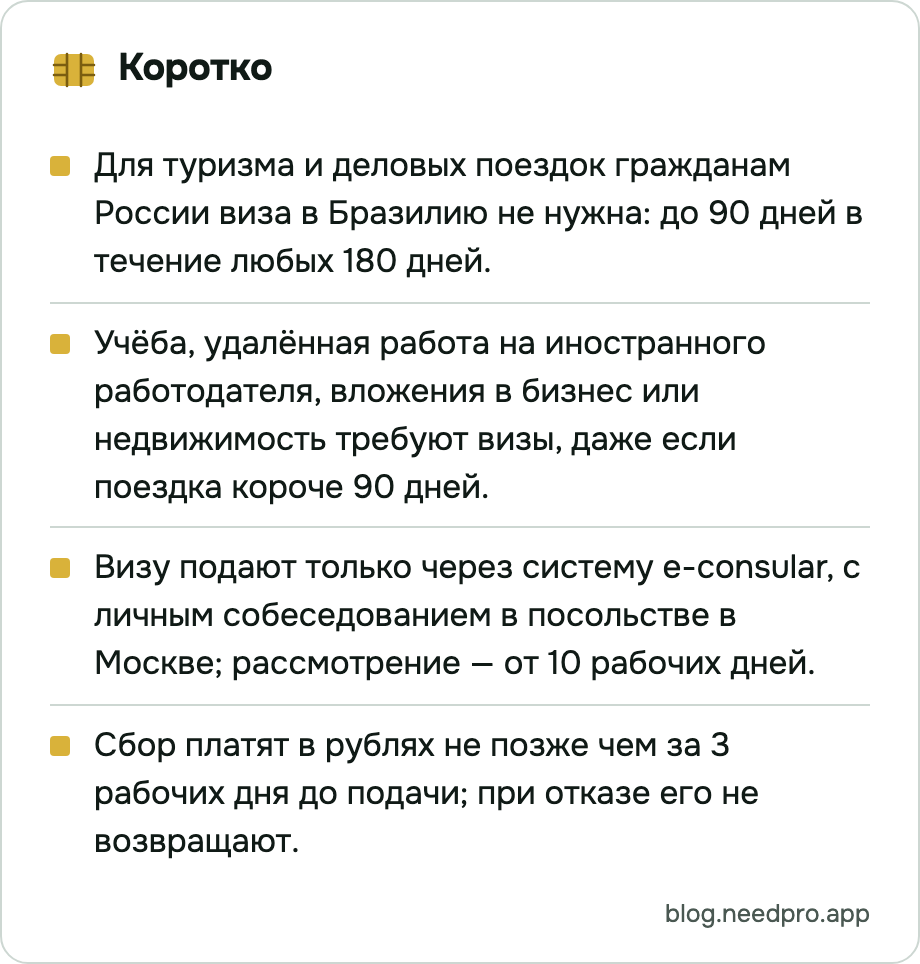 Коротко
Для туризма и деловых поездок гражданам
России виза в Бразилию не нужна: до 90 дней в
течение любых 180 дней.
Учёба, удалённая работа на иностранного
работодателя, вложения в бизнес или
недвижимость требуют визы, даже если
поездка короче 90 дней.
Визу подают только через систему e-consular, с
личным собеседованием в посольстве в
Москве; рассмотрение — от 10 рабочих дней.
Сбор платят в рублях не позже чем за 3
рабочих дня до подачи; при отказе его не
возвращают.
blog.needpro.app